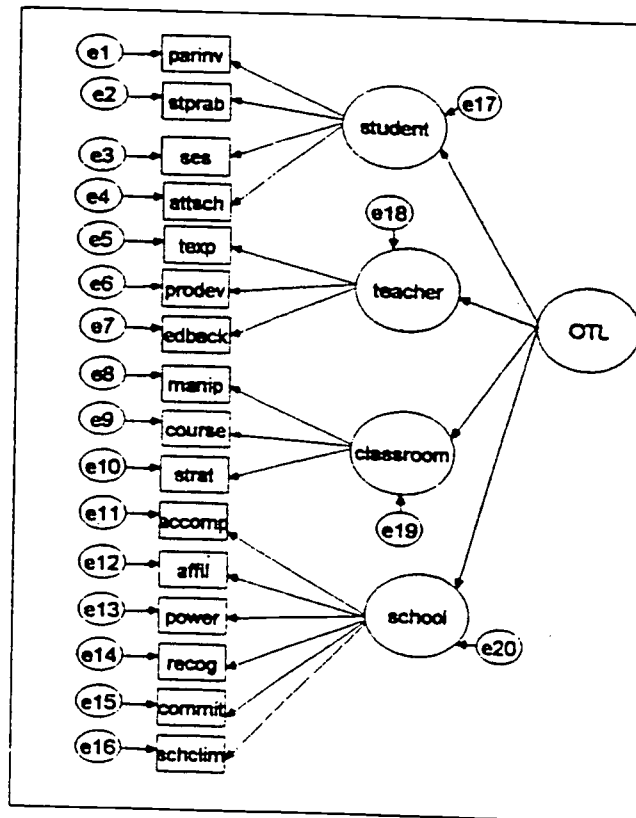 e1 parinv
e2 stprab
student e17
e3 ses
e4 attsch
e18
e5 texp
e6 prodev
teacher
e7 edback
OTL
e8 manip
e9 course
classroom
e10 strat
e11 accomp
e19
e12 affil
e13 power
school
e14 recog
e20
e15 commit
e16 schclim